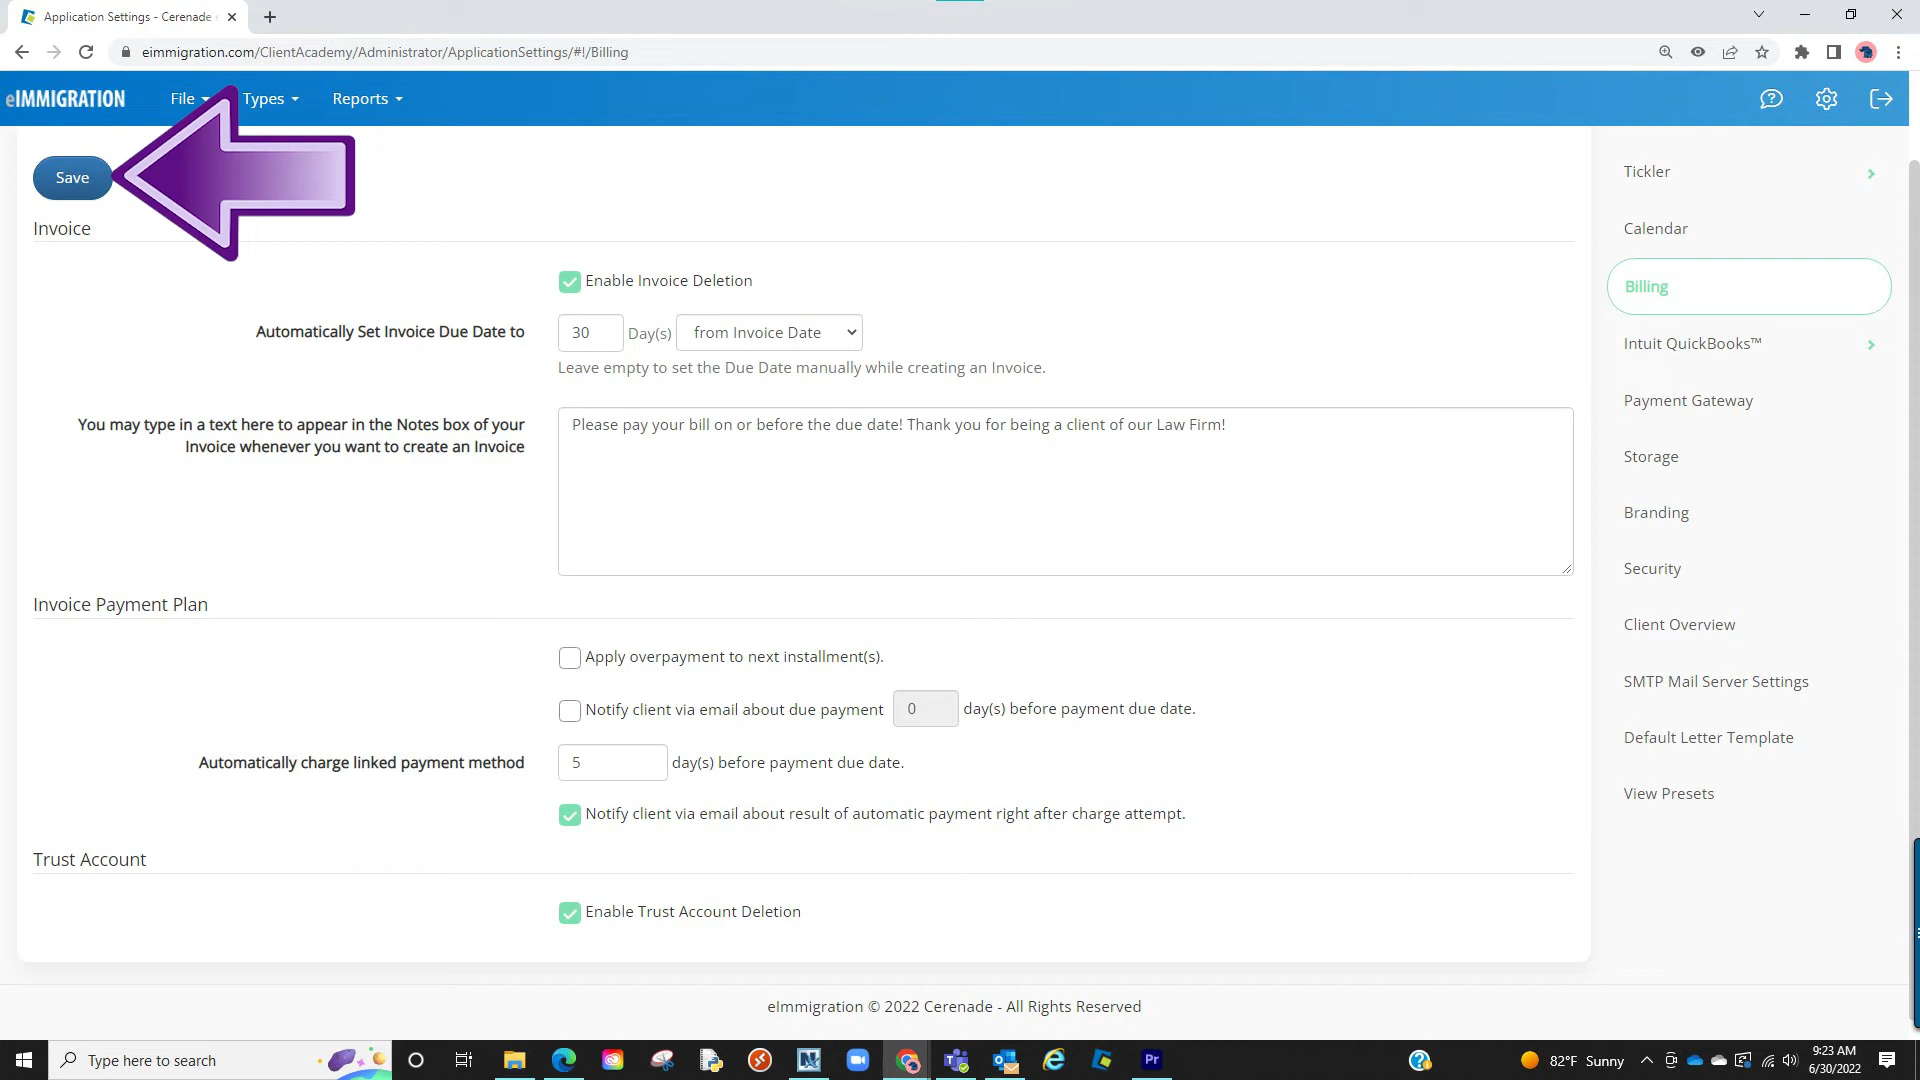 Application Settings - Cerenade
eimmigration.com/ClientAcademy/Administrator/ApplicationSettings/#!/Billing
eIMMIGRATION
File
Types
Reports
Save
Invoice
Enable Invoice Deletion
Automatically Set Invoice Due Date to 30 Day(s) from Invoice Date
Leave empty to set the Due Date manually while creating an Invoice.
You may type in a text here to appear in the Notes box of your
Invoice whenever you want to create an Invoice
Please pay your bill on or before the due date! Thank you for being a client of our Law Firm!
Invoice Payment Plan
Apply overpayment to next installment(s).
Notify client via email about due payment 0 day(s) before payment due date.
Automatically charge linked payment method 5 day(s) before payment due date.
Notify client via email about result of automatic payment right after charge attempt.
Trust Account
Enable Trust Account Deletion
Tickler
Calendar
Billing
Intuit QuickBooks™
Payment Gateway
Storage
Branding
Security
Client Overview
SMTP Mail Server Settings
Default Letter Template
View Presets
eImmigration © 2022 Cerenade - All Rights Reserved
Type here to search
Pr
82°F Sunny
9:23 AM
6/30/2022